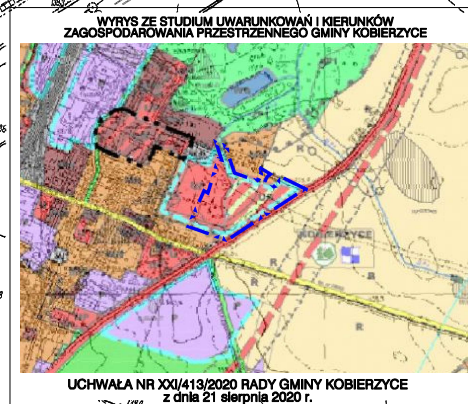 WYRYS ZE STUDIUM UWARUNKOWAŃ I KIERUNKÓW
ZAGOSPODAROWANIA PRZESTRZENNEGO GMINY KOBIERZYCE
KOBIERZYCE
R
R
R
R
UCHWAŁA NR XXI/413/2020 RADY GMINY KOBIERZYCE
z dnia 21 sierpnia 2020 r.